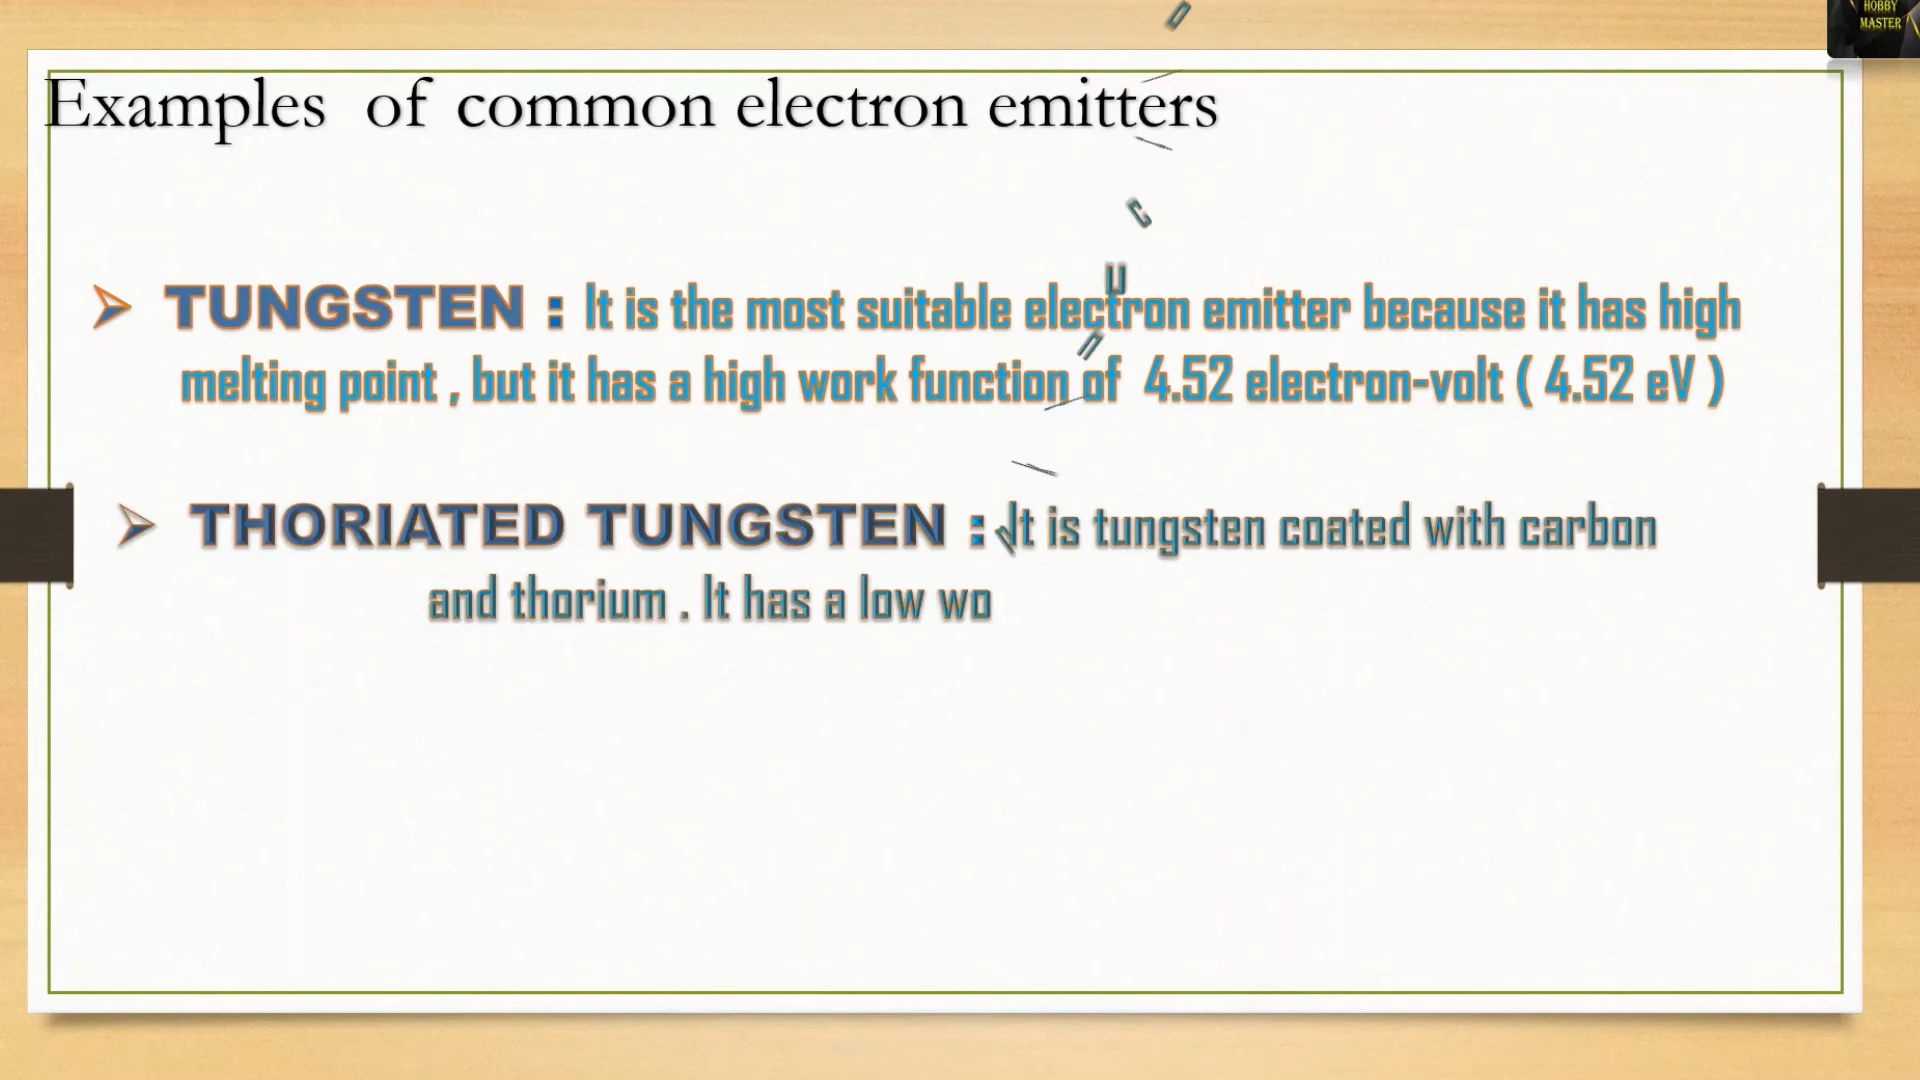 HOBBY
MASTER
Examples of common electron emitters
TUNGSTEN : It is the most suitable electron emitter because it has high
melting point , but it has a high work function of 4.52 electron-volt ( 4.52 eV )
THORIATED TUNGSTEN : It is tungsten coated with carbon
and thorium . It has a low wo